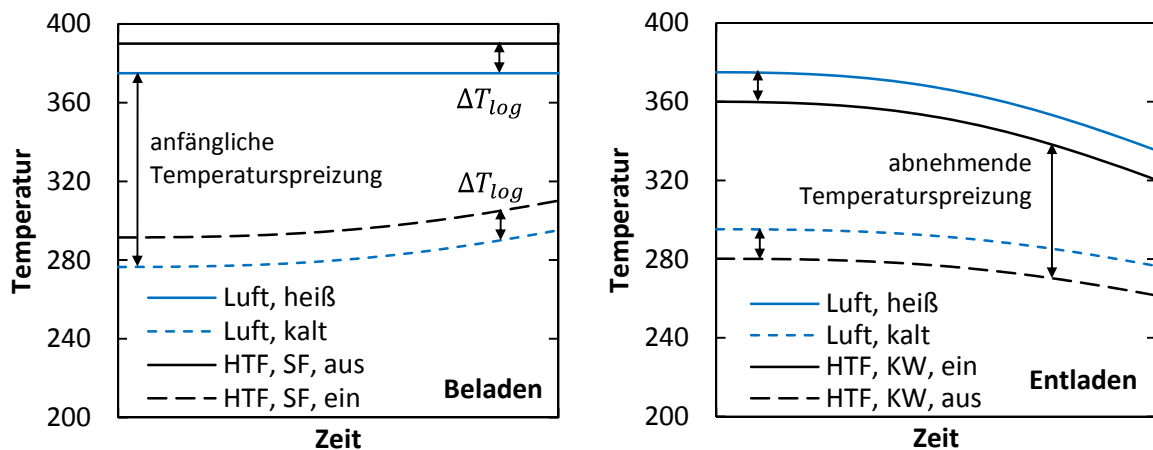 400
360
320
280
240
200
Temperatur
anfängliche
Temperaturspreizung
ΔT_log
ΔT_log
Luft, heiß
Luft, kalt
HTF, SF, aus
HTF, SF, ein
Beladen
Zeit
400
360
320
280
240
200
Temperatur
abnehmende
Temperaturspreizung
Luft, heiß
Luft, kalt
HTF, KW, ein
HTF, KW, aus
Entladen
Zeit